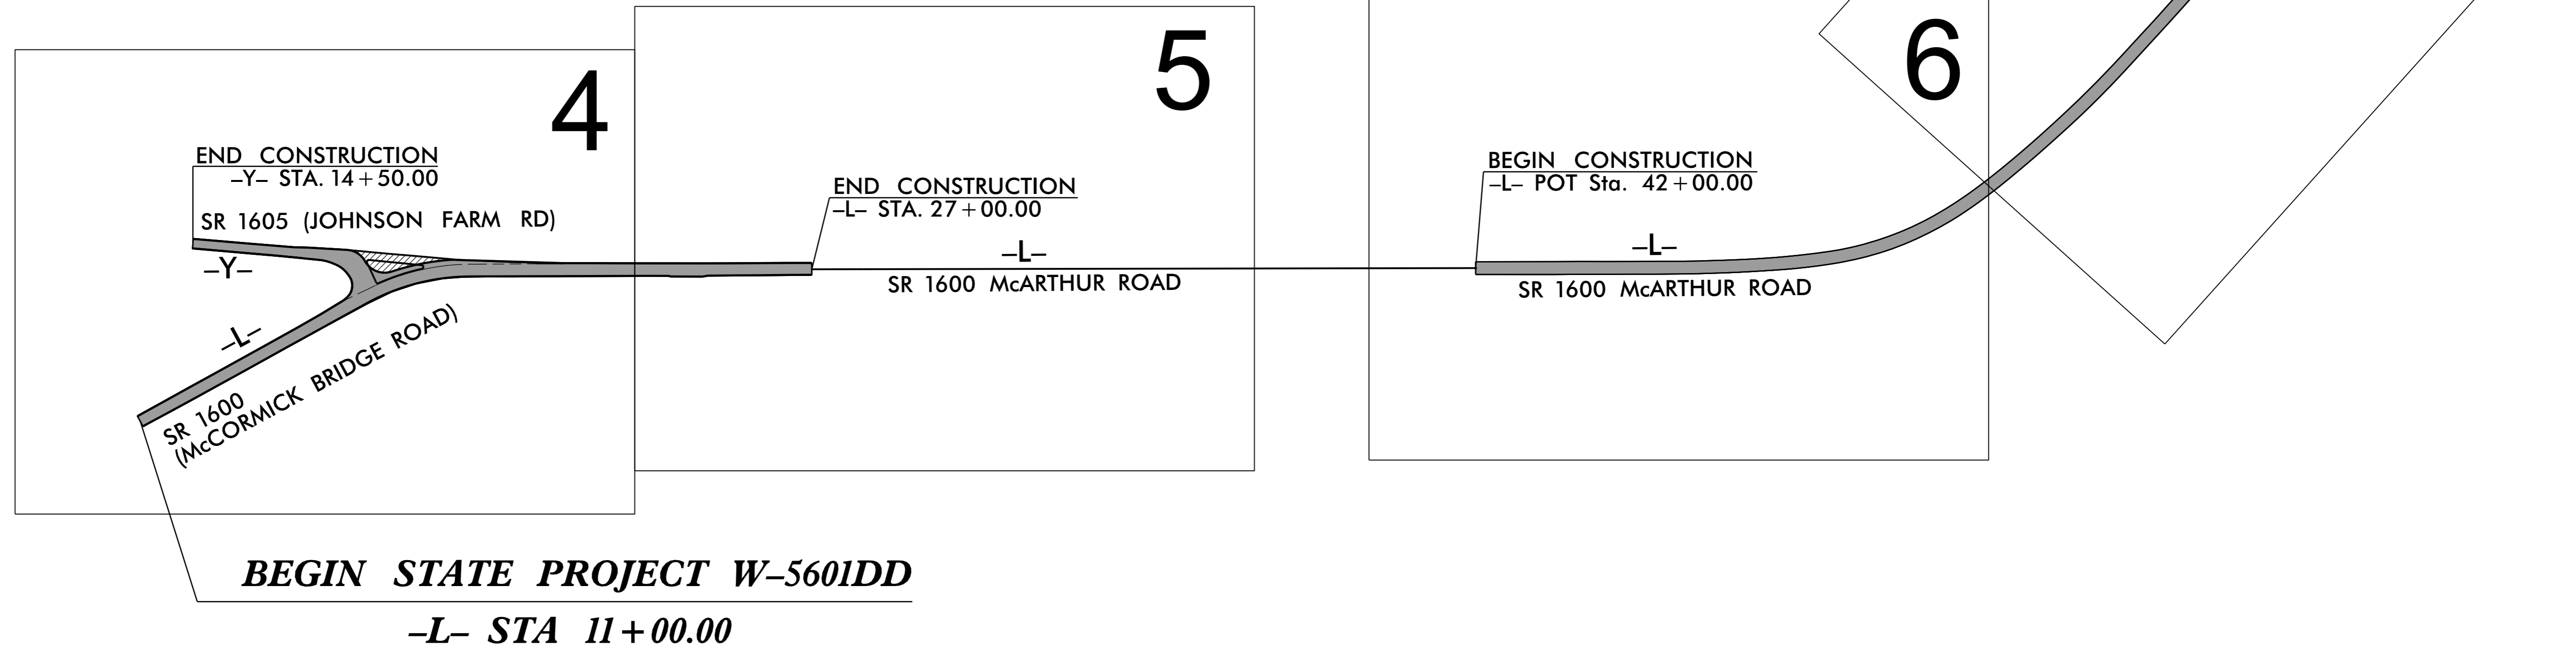 4
5
6
END CONSTRUCTION
–Y– STA. 14+50.00
SR 1605 (JOHNSON FARM RD)
–Y–
–L–
SR 1600
(McCORMICK BRIDGE ROAD)
END CONSTRUCTION
–L– STA. 27+00.00
–L–
SR 1600 McARTHUR ROAD
BEGIN CONSTRUCTION
–L– POT Sta. 42+00.00
–L–
SR 1600 McARTHUR ROAD
BEGIN STATE PROJECT W–5601DD
–L– STA 11+00.00